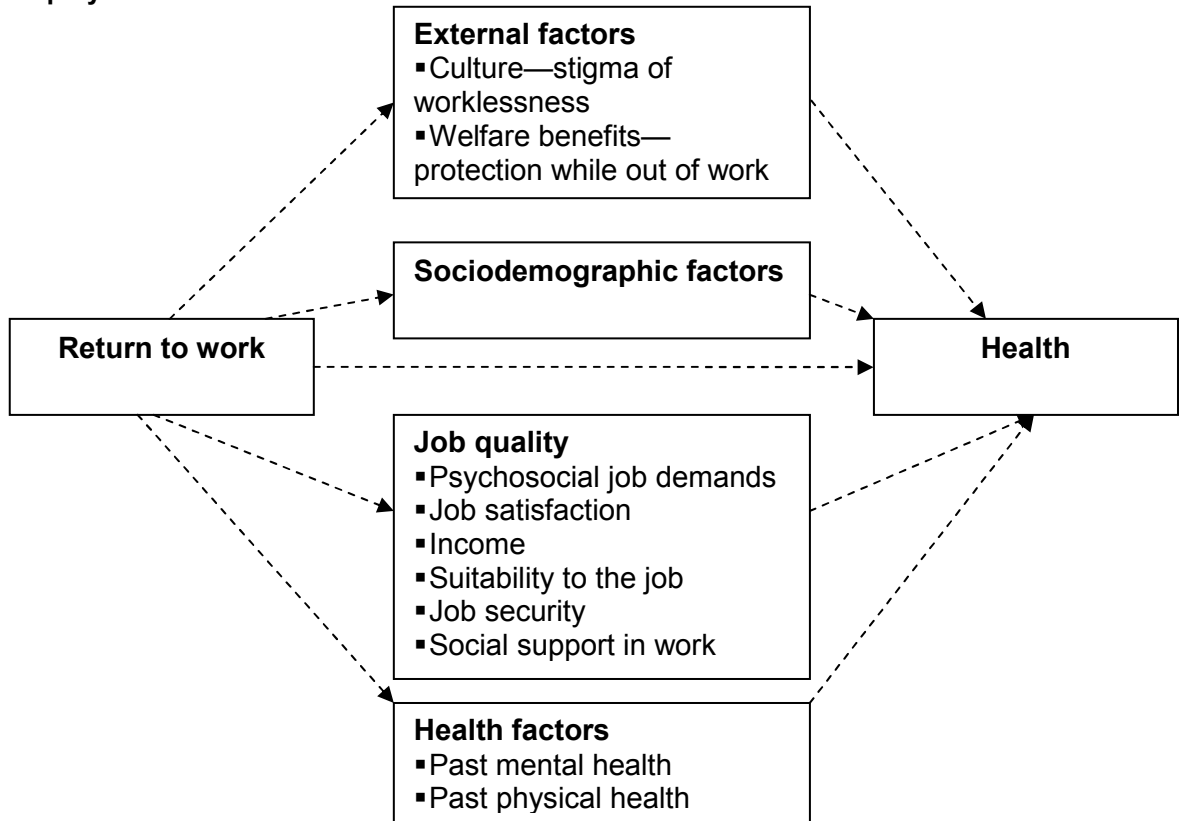 External factors
▪Culture—stigma of
worklessness
▪Welfare benefits—
protection while out of work
Sociodemographic factors
Return to work
Health
Job quality
▪Psychosocial job demands
▪Job satisfaction
▪Income
▪Suitability to the job
▪Job security
▪Social support in work
Health factors
▪Past mental health
▪Past physical health